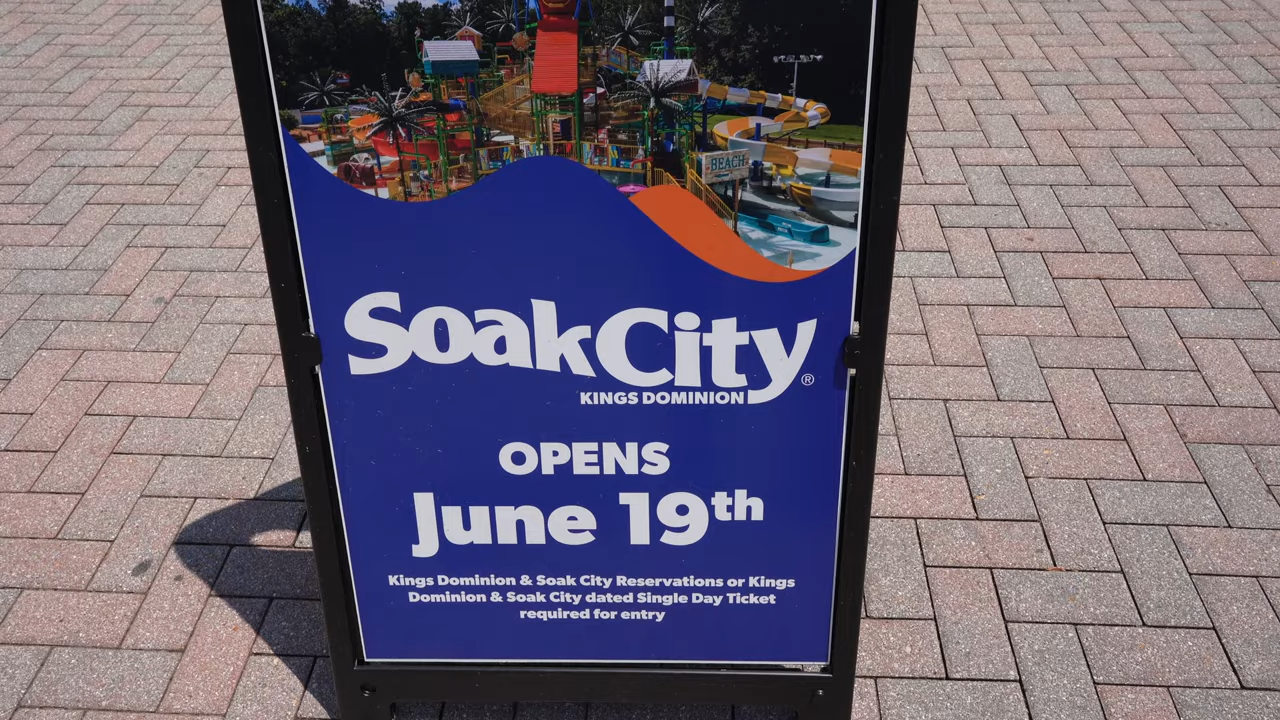 BEACH
SoakCity®
KINGS DOMINION
OPENS
June 19th
Kings Dominion & Soak City Reservations or Kings
Dominion & Soak City dated Single Day Ticket
required for entry